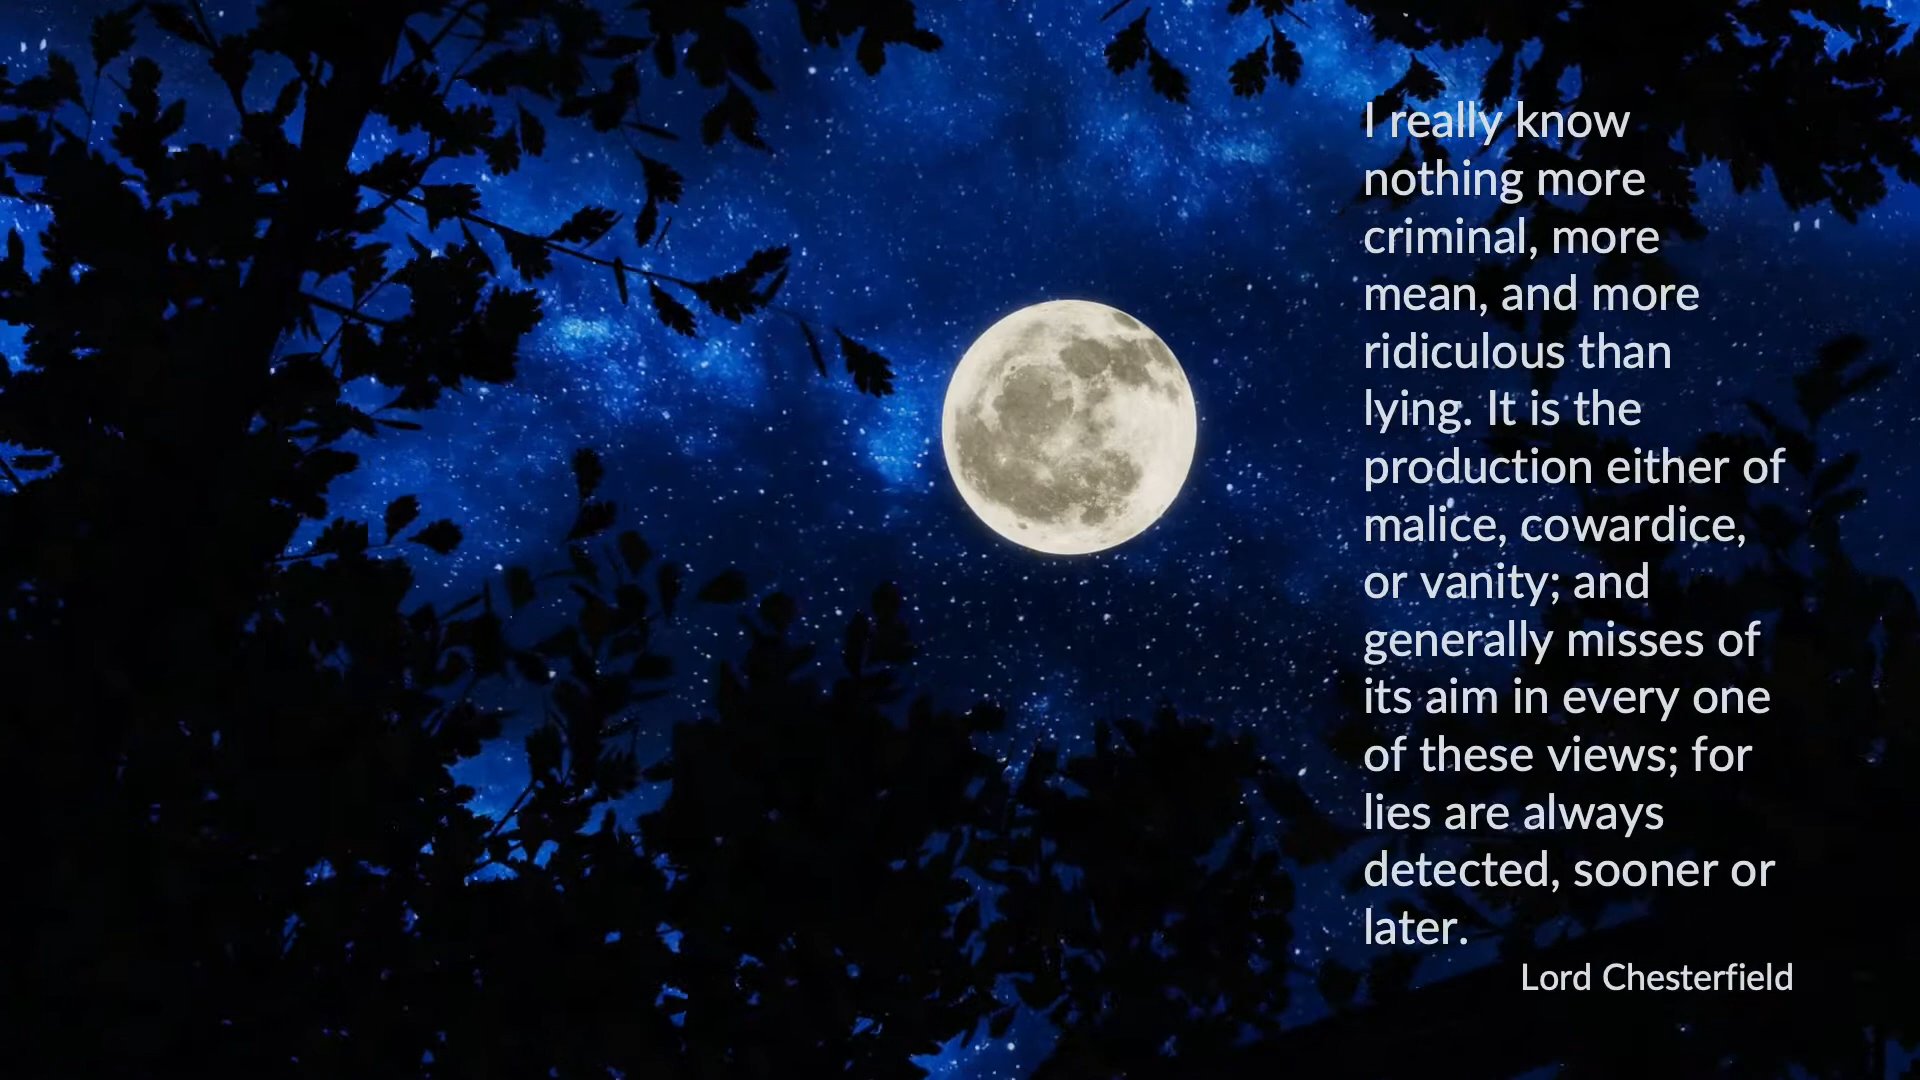 I really know
nothing more
criminal, more
mean, and more
ridiculous than
lying. It is the
production either of
malice, cowardice,
or vanity; and
generally misses of
its aim in every one
of these views; for
lies are always
detected, sooner or
later.
Lord Chesterfield